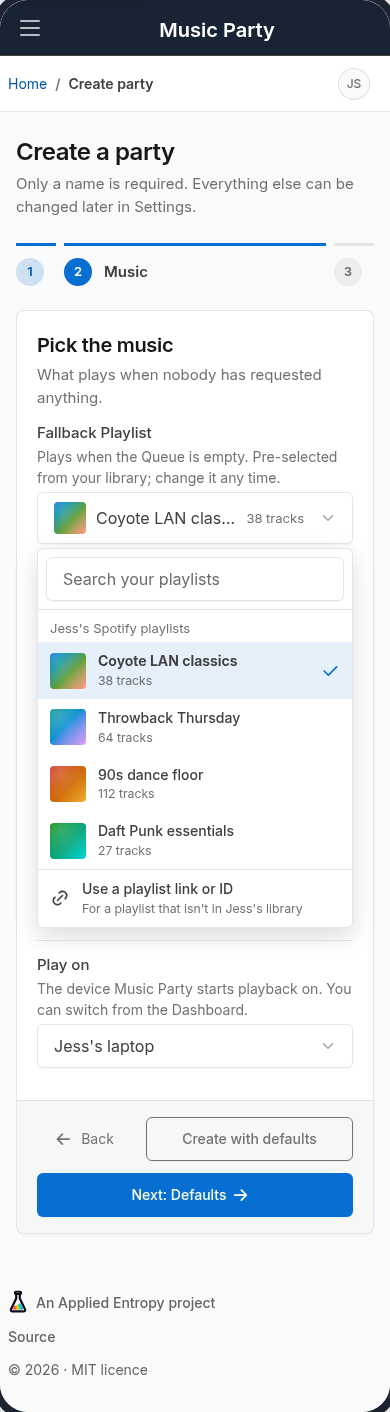 Music Party
Home / Create party
JS
Create a party
Only a name is required. Everything else can be
changed later in Settings.
1
2
Music
3
Pick the music
What plays when nobody has requested
anything.
Fallback Playlist
Plays when the Queue is empty. Pre-selected
from your library; change it any time.
Coyote LAN clas... 38 tracks
Search your playlists
Jess's Spotify playlists
Coyote LAN classics
38 tracks
Throwback Thursday
64 tracks
90s dance floor
112 tracks
Daft Punk essentials
27 tracks
Use a playlist link or ID
For a playlist that isn't in Jess's library
Play on
The device Music Party starts playback on. You
can switch from the Dashboard.
Jess's laptop
Back
Create with defaults
Next: Defaults
An Applied Entropy project
Source
© 2026 · MIT licence